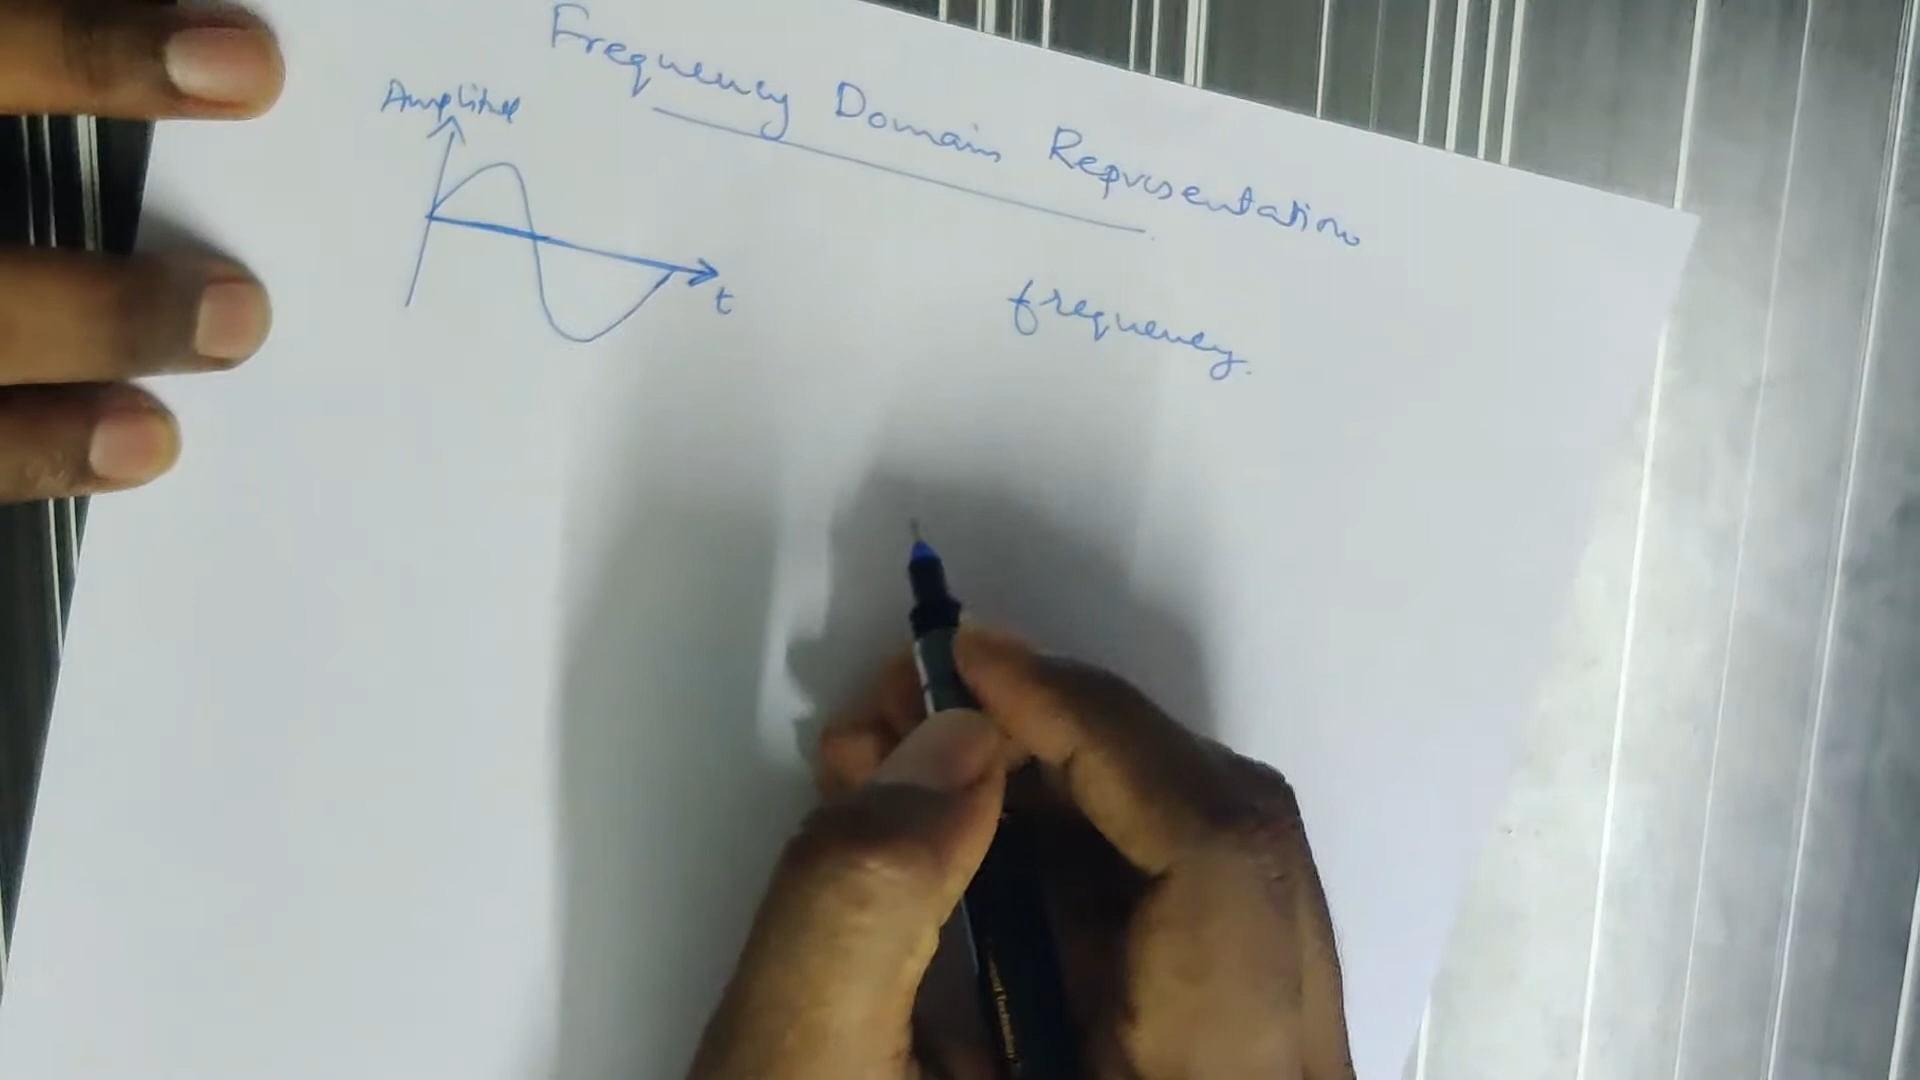 Frequency Domain Representation
Amplitude
t
frequency.